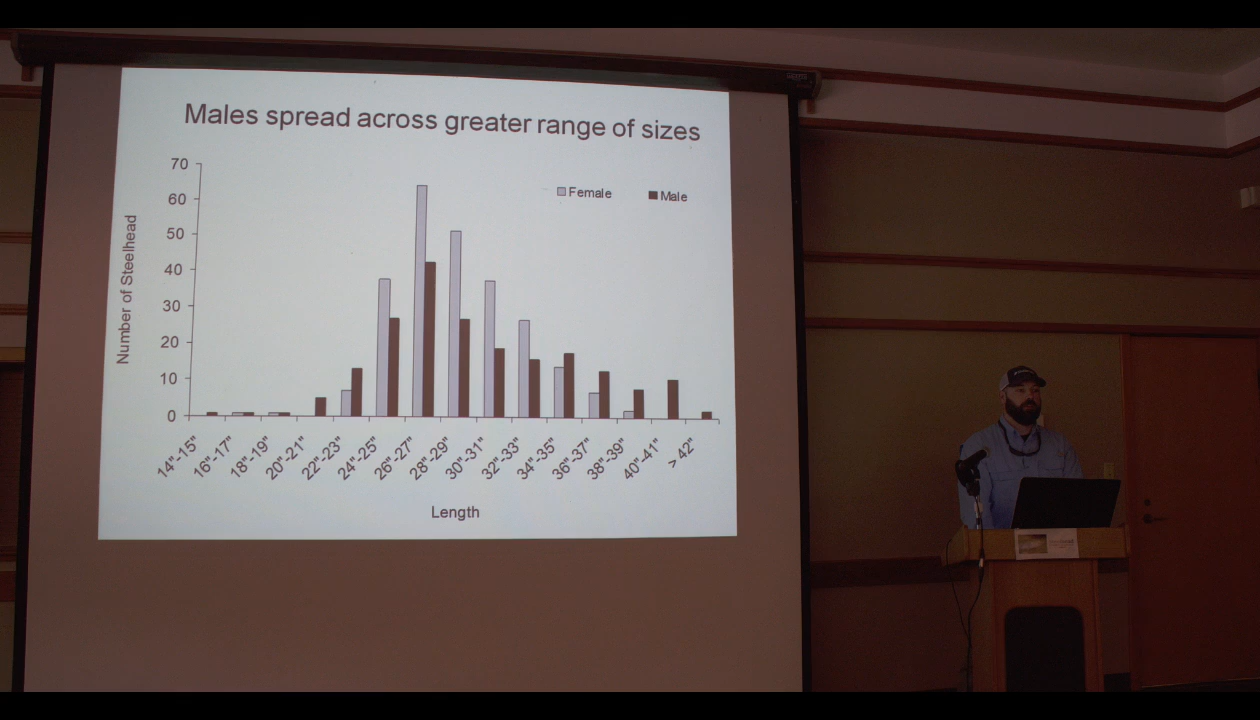 Males spread across greater range of sizes
Female Male
Number of Steelhead
70
60
50
40
30
20
10
0
14"-15" 16"-17" 18"-19" 20"-21" 22"-23" 24"-25" 26"-27" 28"-29" 30"-31" 32"-33" 34"-35" 36"-37" 38"-39" 40"-41" > 42"
Length